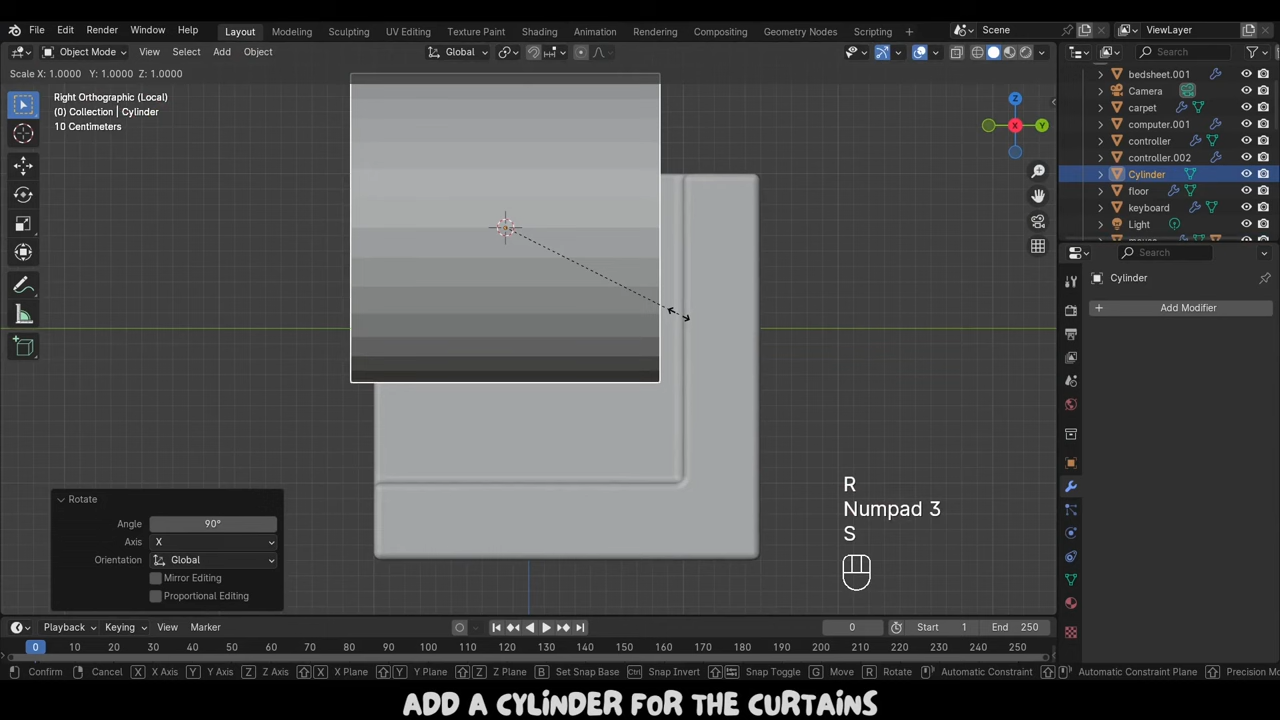 File Edit Render Window Help Layout Modeling Sculpting UV Editing Texture Paint Shading Animation Rendering Compositing Geometry Nodes Scripting Scene ViewLayer
Object Mode View Select Add Object Global Search
Scale X: 1.0000 Y: 1.0000 Z: 1.0000
Right Orthographic (Local)
(0) Collection | Cylinder
10 Centimeters
Z
X
Y
bedsheet.001
Camera
carpet
computer.001
controller
controller.002
Cylinder
floor
keyboard
Light
Search
Cylinder
+ Add Modifier
Rotate
Angle 90°
Axis X
Orientation Global
Mirror Editing
Proportional Editing
R
Numpad 3
S
Playback Keying View Marker 0 Start 1 End 250
0 10 20 30 40 50 60 70 80 90 100 110 120 130 140 150 160 170 180 190 200 210 220 230 240 250
Confirm Cancel X X Axis Y Y Axis Z Z Axis X X Plane Y Y Plane Z Z Plane B Set Snap Base Ctrl Snap Invert Snap Toggle G Move R Rotate Automatic Constraint Automatic Constraint Plane Precision Mo
ADD A CYLINDER FOR THE CURTAINS